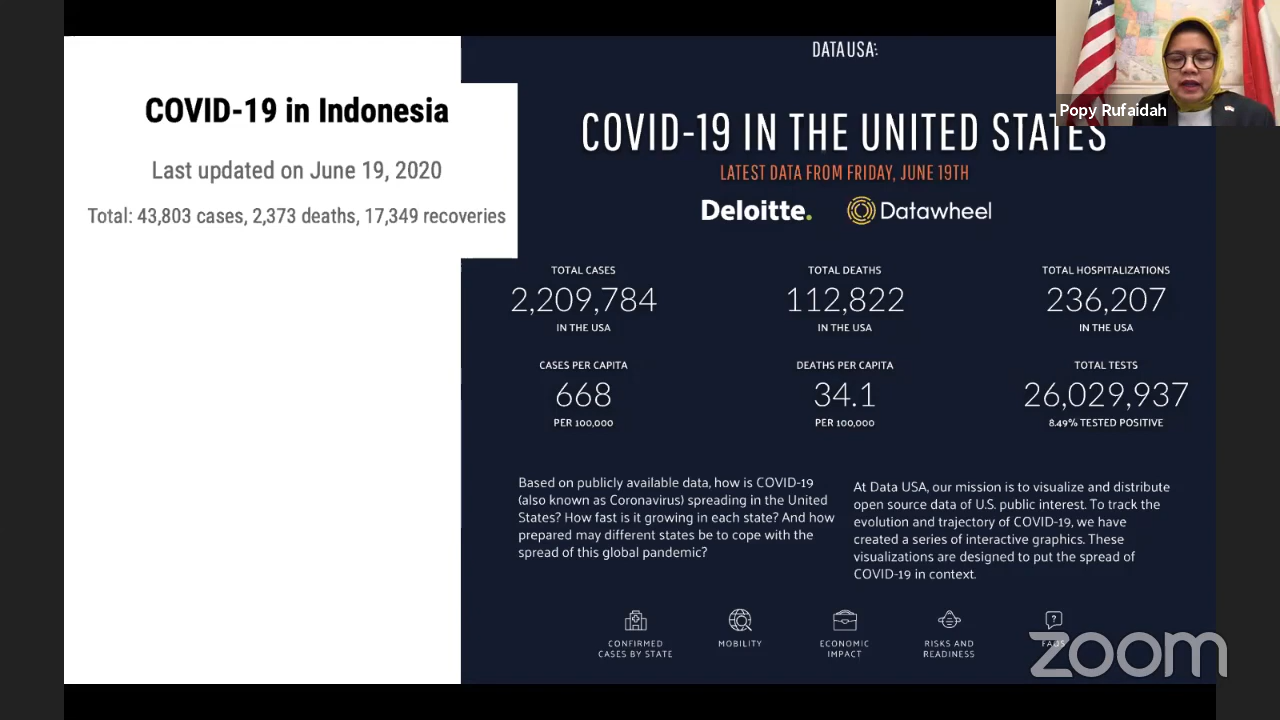 COVID-19 in Indonesia
Last updated on June 19, 2020
Total: 43,803 cases, 2,373 deaths, 17,349 recoveries
DATAUSA:
Popy Rufaidah
COVID-19 IN THE UNITED STATES
LATEST DATA FROM FRIDAY, JUNE 19TH
Deloitte.
Datawheel
TOTAL CASES
2,209,784
IN THE USA
TOTAL DEATHS
112,822
IN THE USA
TOTAL HOSPITALIZATIONS
236,207
IN THE USA
CASES PER CAPITA
668
PER 100,000
DEATHS PER CAPITA
34.1
PER 100,000
TOTAL TESTS
26,029,937
8.49% TESTED POSITIVE
Based on publicly available data, how is COVID-19
(also known as Coronavirus) spreading in the United
States? How fast is it growing in each state? And how
prepared may different states be to cope with the
spread of this global pandemic?
At Data USA, our mission is to visualize and distribute
open source data of U.S. public interest. To track the
evolution and trajectory of COVID-19, we have
created a series of interactive graphics. These
visualizations are designed to put the spread of
COVID-19 in context.
CONFIRMED
CASES BY STATE
MOBILITY
ECONOMIC
IMPACT
RISKS AND
READINESS
FAQS
zoom